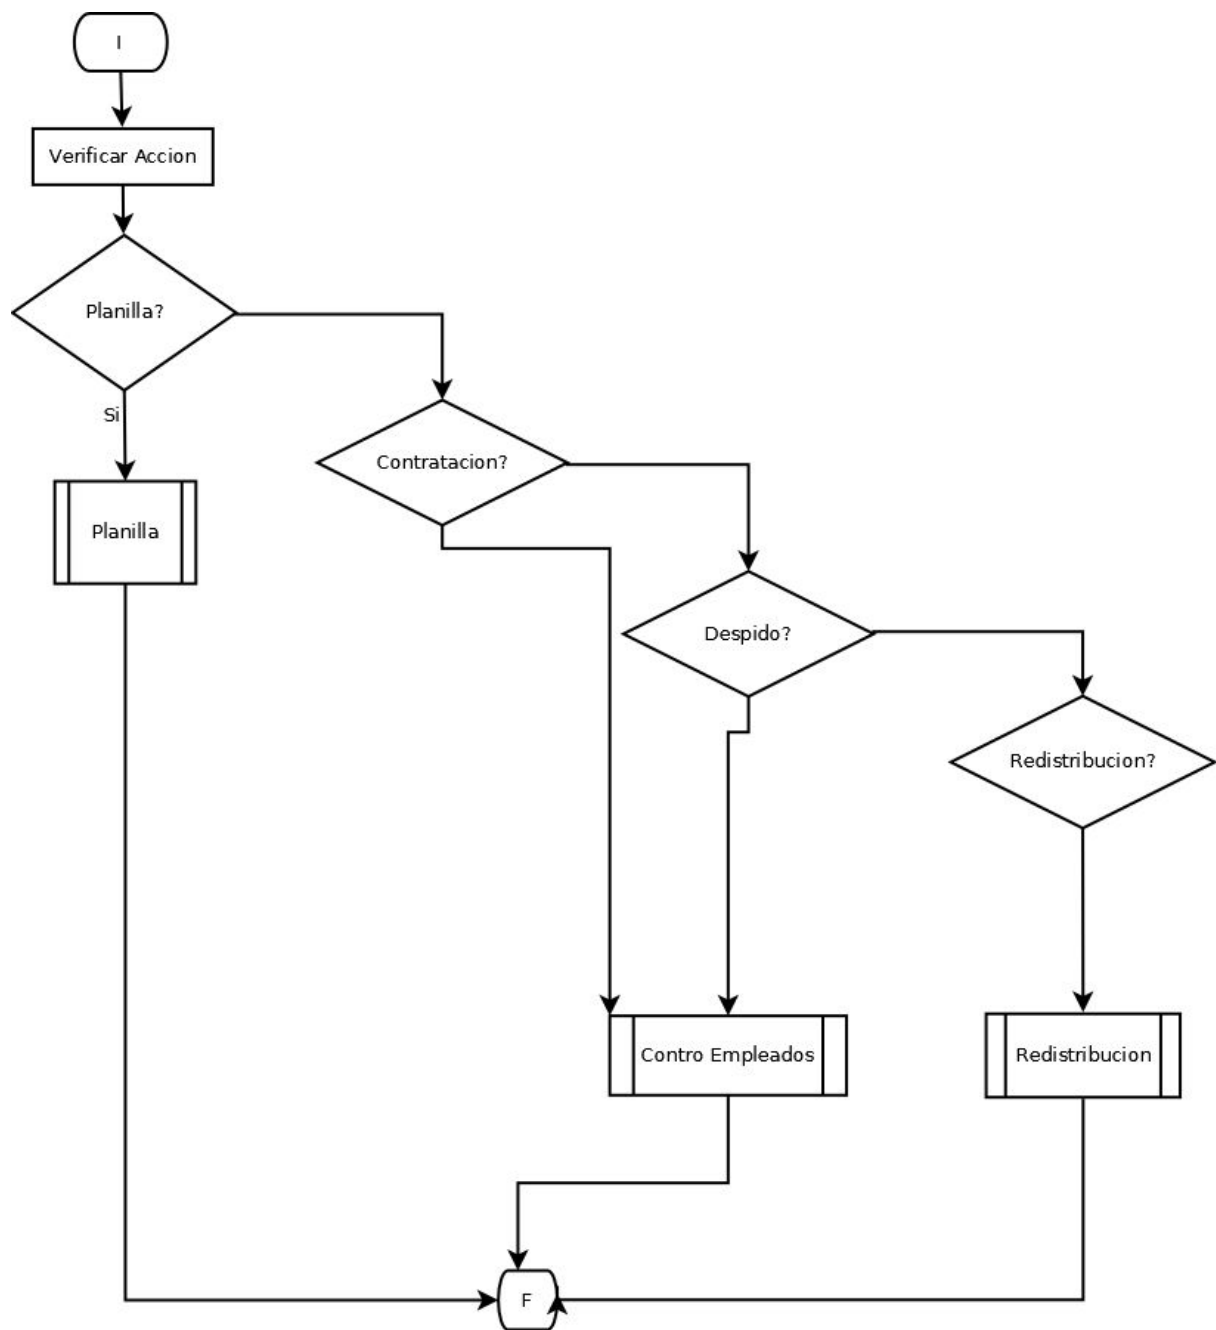 I
Verificar Accion
Planilla?
Si
Contratacion?
Planilla
Despido?
Redistribucion?
Contro Empleados
Redistribucion
F